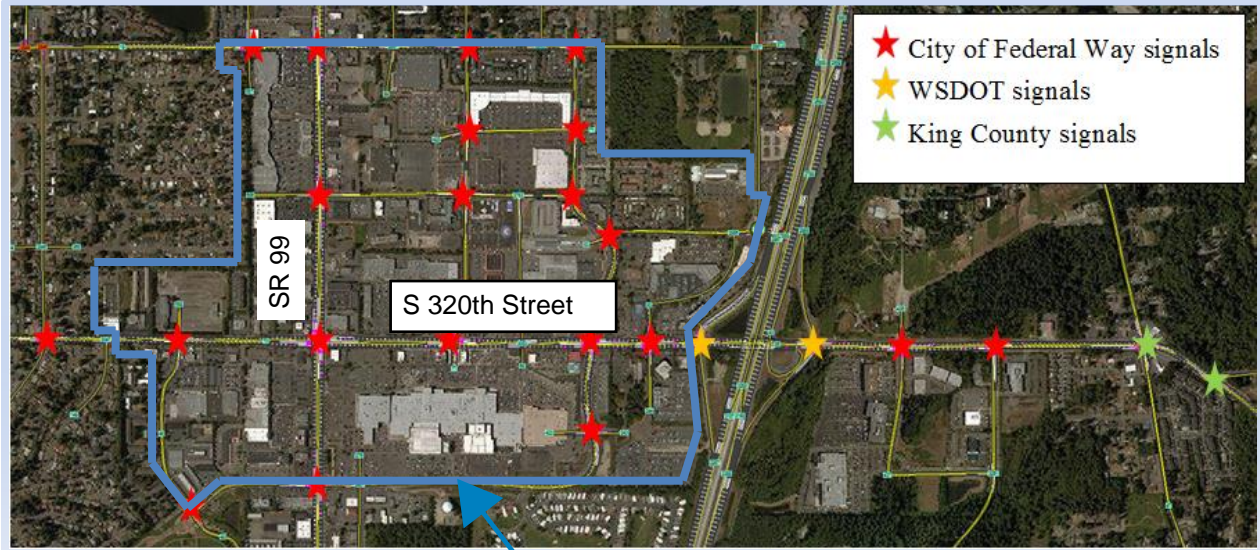 City of Federal Way signals
WSDOT signals
King County signals
SR 99
S 320th Street